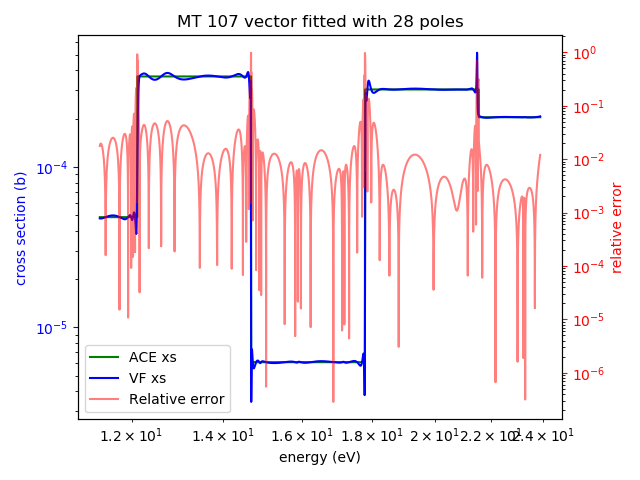 MT 107 vector fitted with 28 poles
cross section (b)
10⁻⁴
10⁻⁵
10⁰
10⁻¹
10⁻²
10⁻³
10⁻⁴
10⁻⁵
10⁻⁶
relative error
ACE xs
VF xs
Relative error
1.2 × 10¹ 1.4 × 10¹ 1.6 × 10¹ 1.8 × 10¹ 2 × 10¹ 2.2 × 10¹ 2.4 × 10¹
energy (eV)